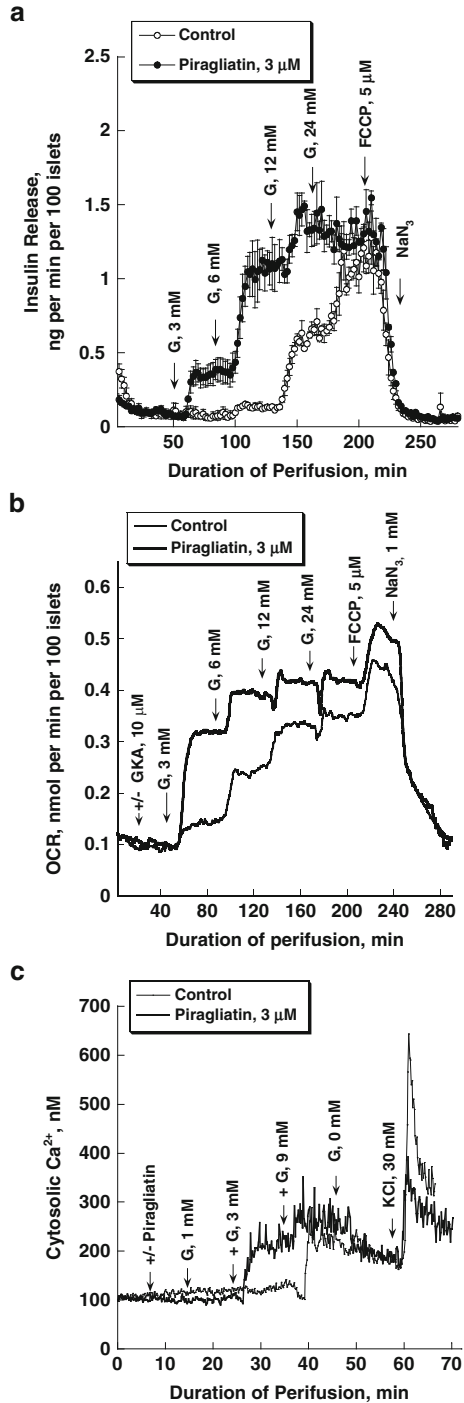 a
Control
Piragliatin, 3 µM
2.5
2
1.5
1
0.5
0
Insulin Release,
ng per min per 100 islets
G, 3 mM
G, 6 mM
G, 12 mM
G, 24 mM
FCCP, 5 µM
NaN3
50 100 150 200 250
Duration of Perifusion, min
b
Control
Piragliatin, 3 µM
0.6
0.5
0.4
0.3
0.2
0.1
0
OCR, nmol per min per 100 islets
+/- GKA, 10 µM
G, 3 mM
G, 6 mM
G, 12 mM
G, 24 mM
FCCP, 5 µM
NaN3, 1 mM
40 80 120 160 200 240 280
Duration of perifusion, min
c
Control
Piragliatin, 3 µM
700
600
500
400
300
200
100
0
Cytosolic Ca2+, nM
+/- Piragliatin
G, 1 mM
+ G, 3 mM
+ G, 9 mM
G, 0 mM
KCl, 30 mM
0 10 20 30 40 50 60 70
Duration of Perifusion, min